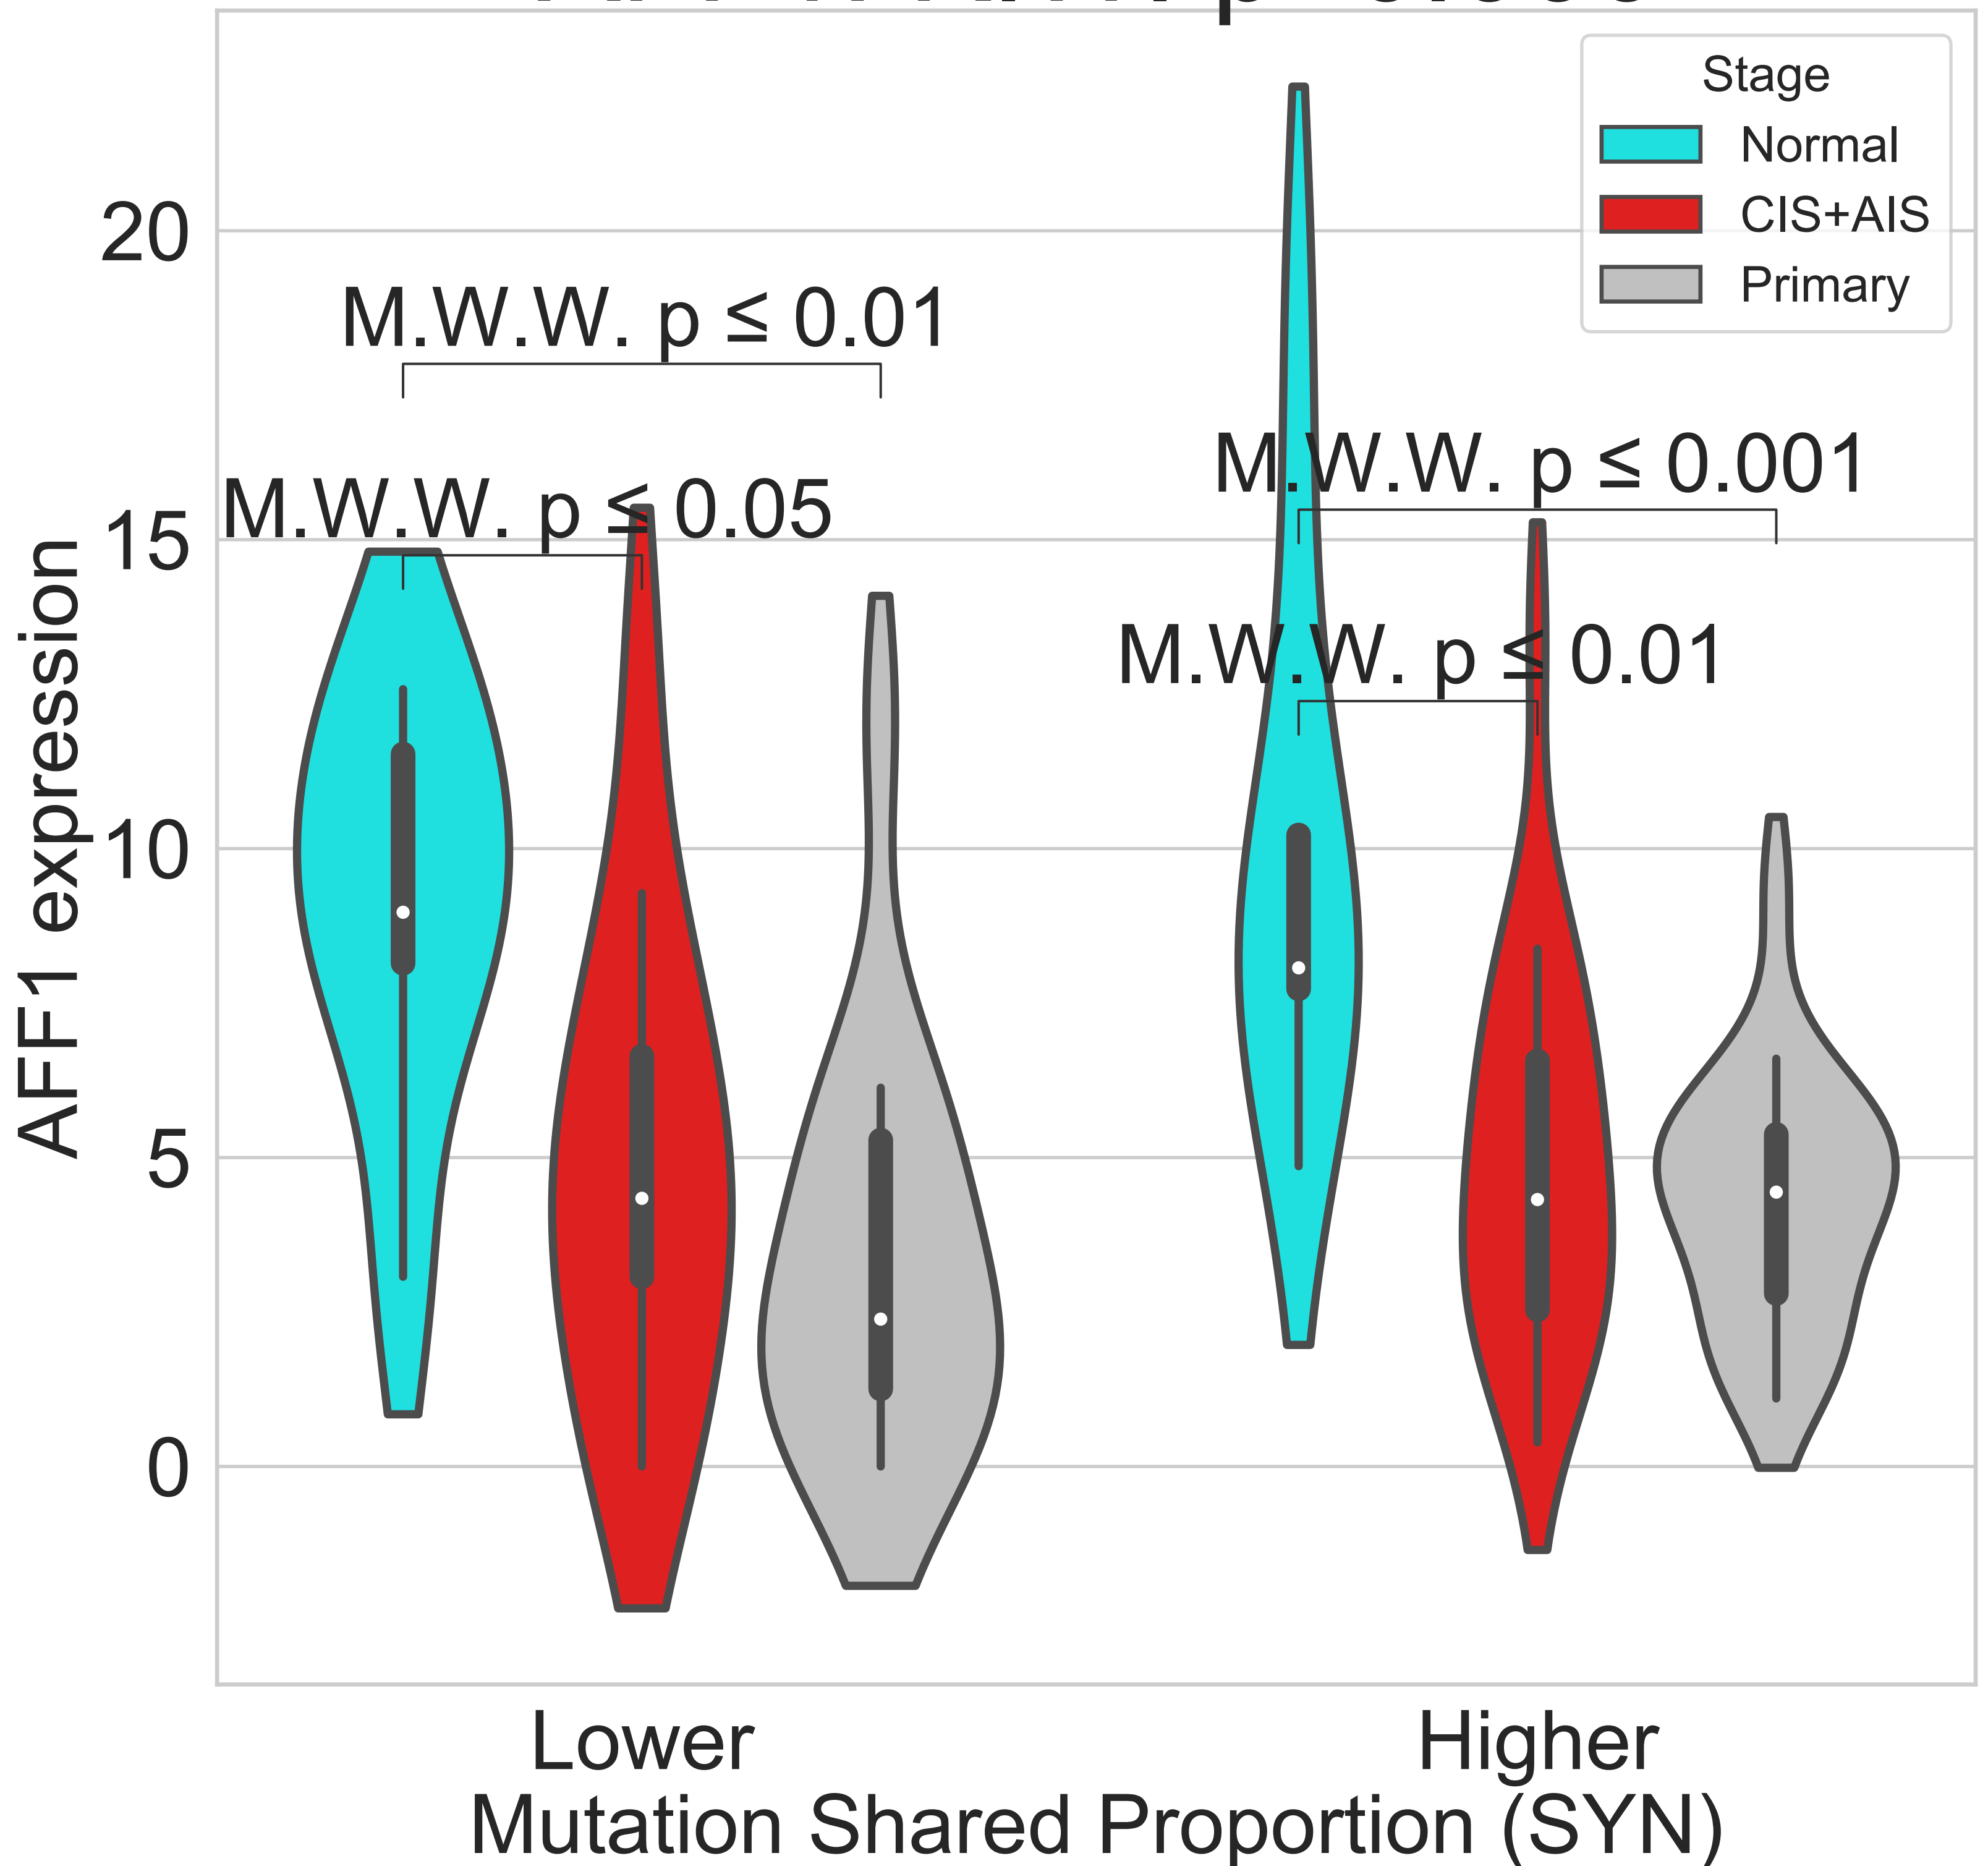 Stage
Normal
CIS+AIS
Primary
20
15
10
5
0
AFF1 expression
M.W.W. p ≤ 0.01
M.W.W. p ≤ 0.05
M.W.W. p ≤ 0.001
M.W.W. p ≤ 0.01
Lower
Higher
Mutation Shared Proportion (SYN)